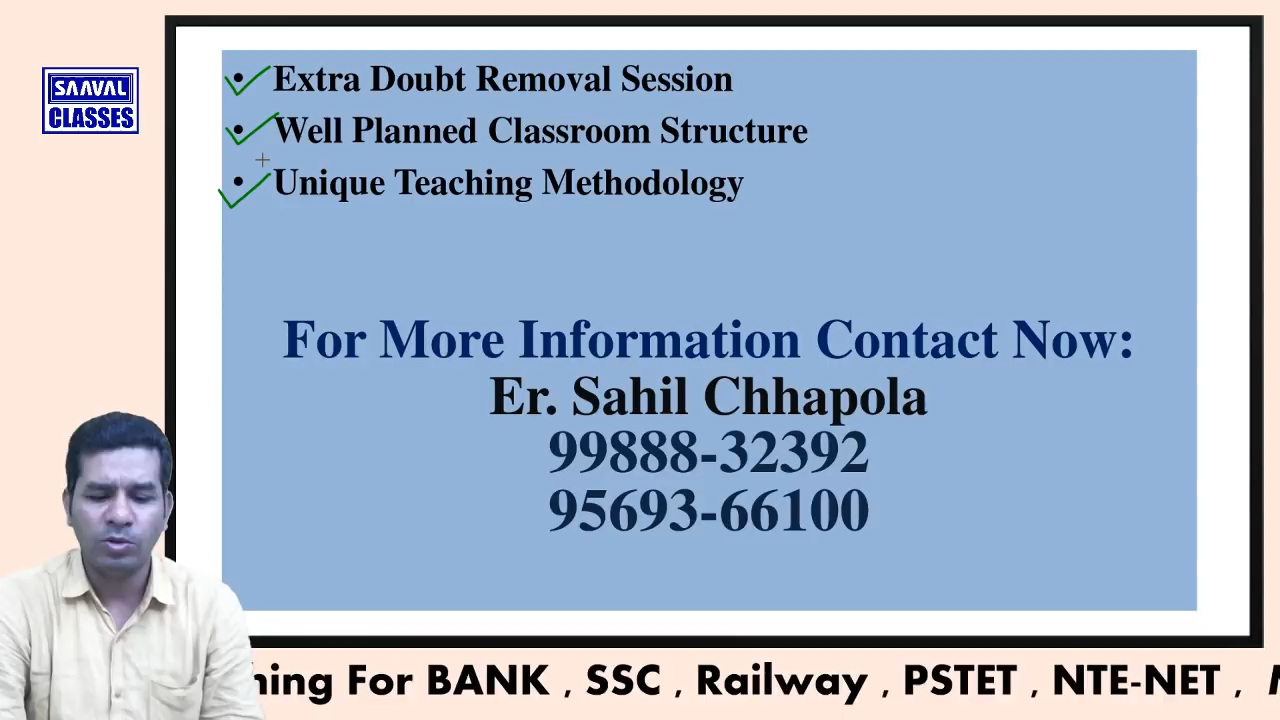 SAAVAL
CLASSES
• Extra Doubt Removal Session
• Well Planned Classroom Structure
• Unique Teaching Methodology
For More Information Contact Now:
Er. Sahil Chhapola
99888-32392
95693-66100
hing For BANK , SSC , Railway , PSTET , NTE-NET ,